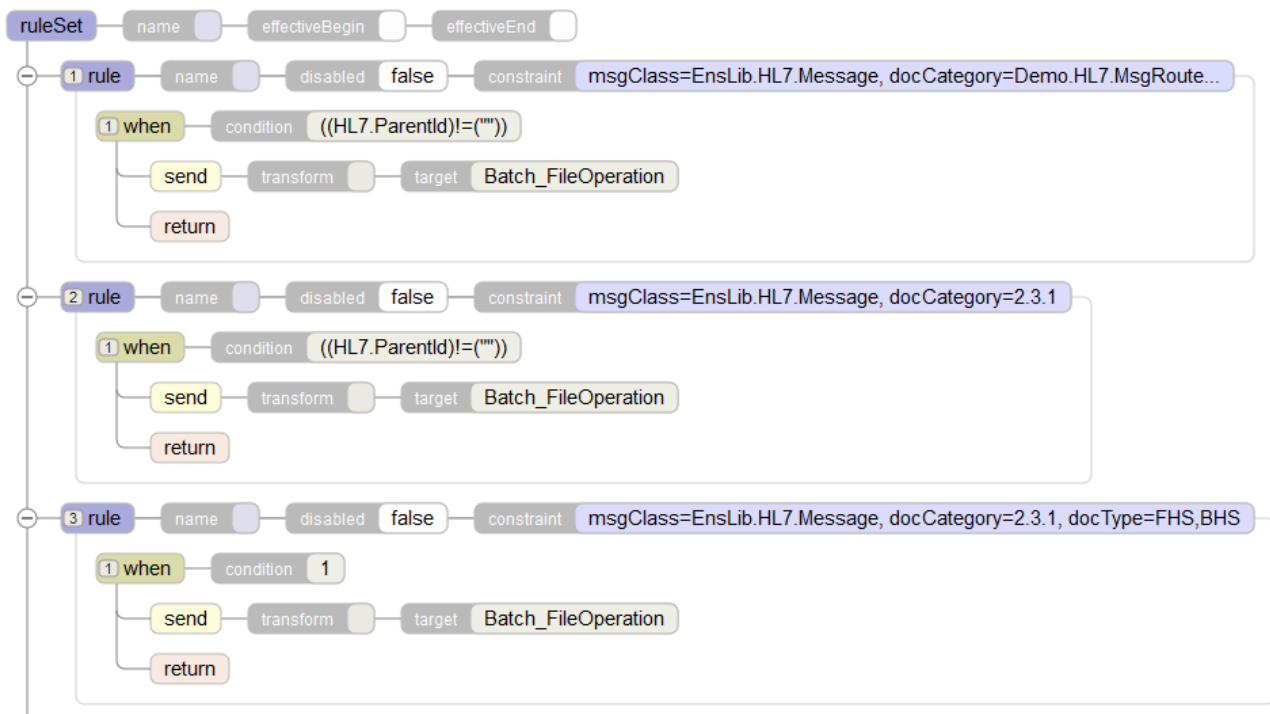 ruleSet name effectiveBegin effectiveEnd
1 rule name disabled false constraint msgClass=EnsLib.HL7.Message, docCategory=Demo.HL7.MsgRoute...
1 when condition ((HL7.ParentId)!=(""))
send transform target Batch_FileOperation
return
2 rule name disabled false constraint msgClass=EnsLib.HL7.Message, docCategory=2.3.1
1 when condition ((HL7.ParentId)!=(""))
send transform target Batch_FileOperation
return
3 rule name disabled false constraint msgClass=EnsLib.HL7.Message, docCategory=2.3.1, docType=FHS,BHS
1 when condition 1
send transform target Batch_FileOperation
return